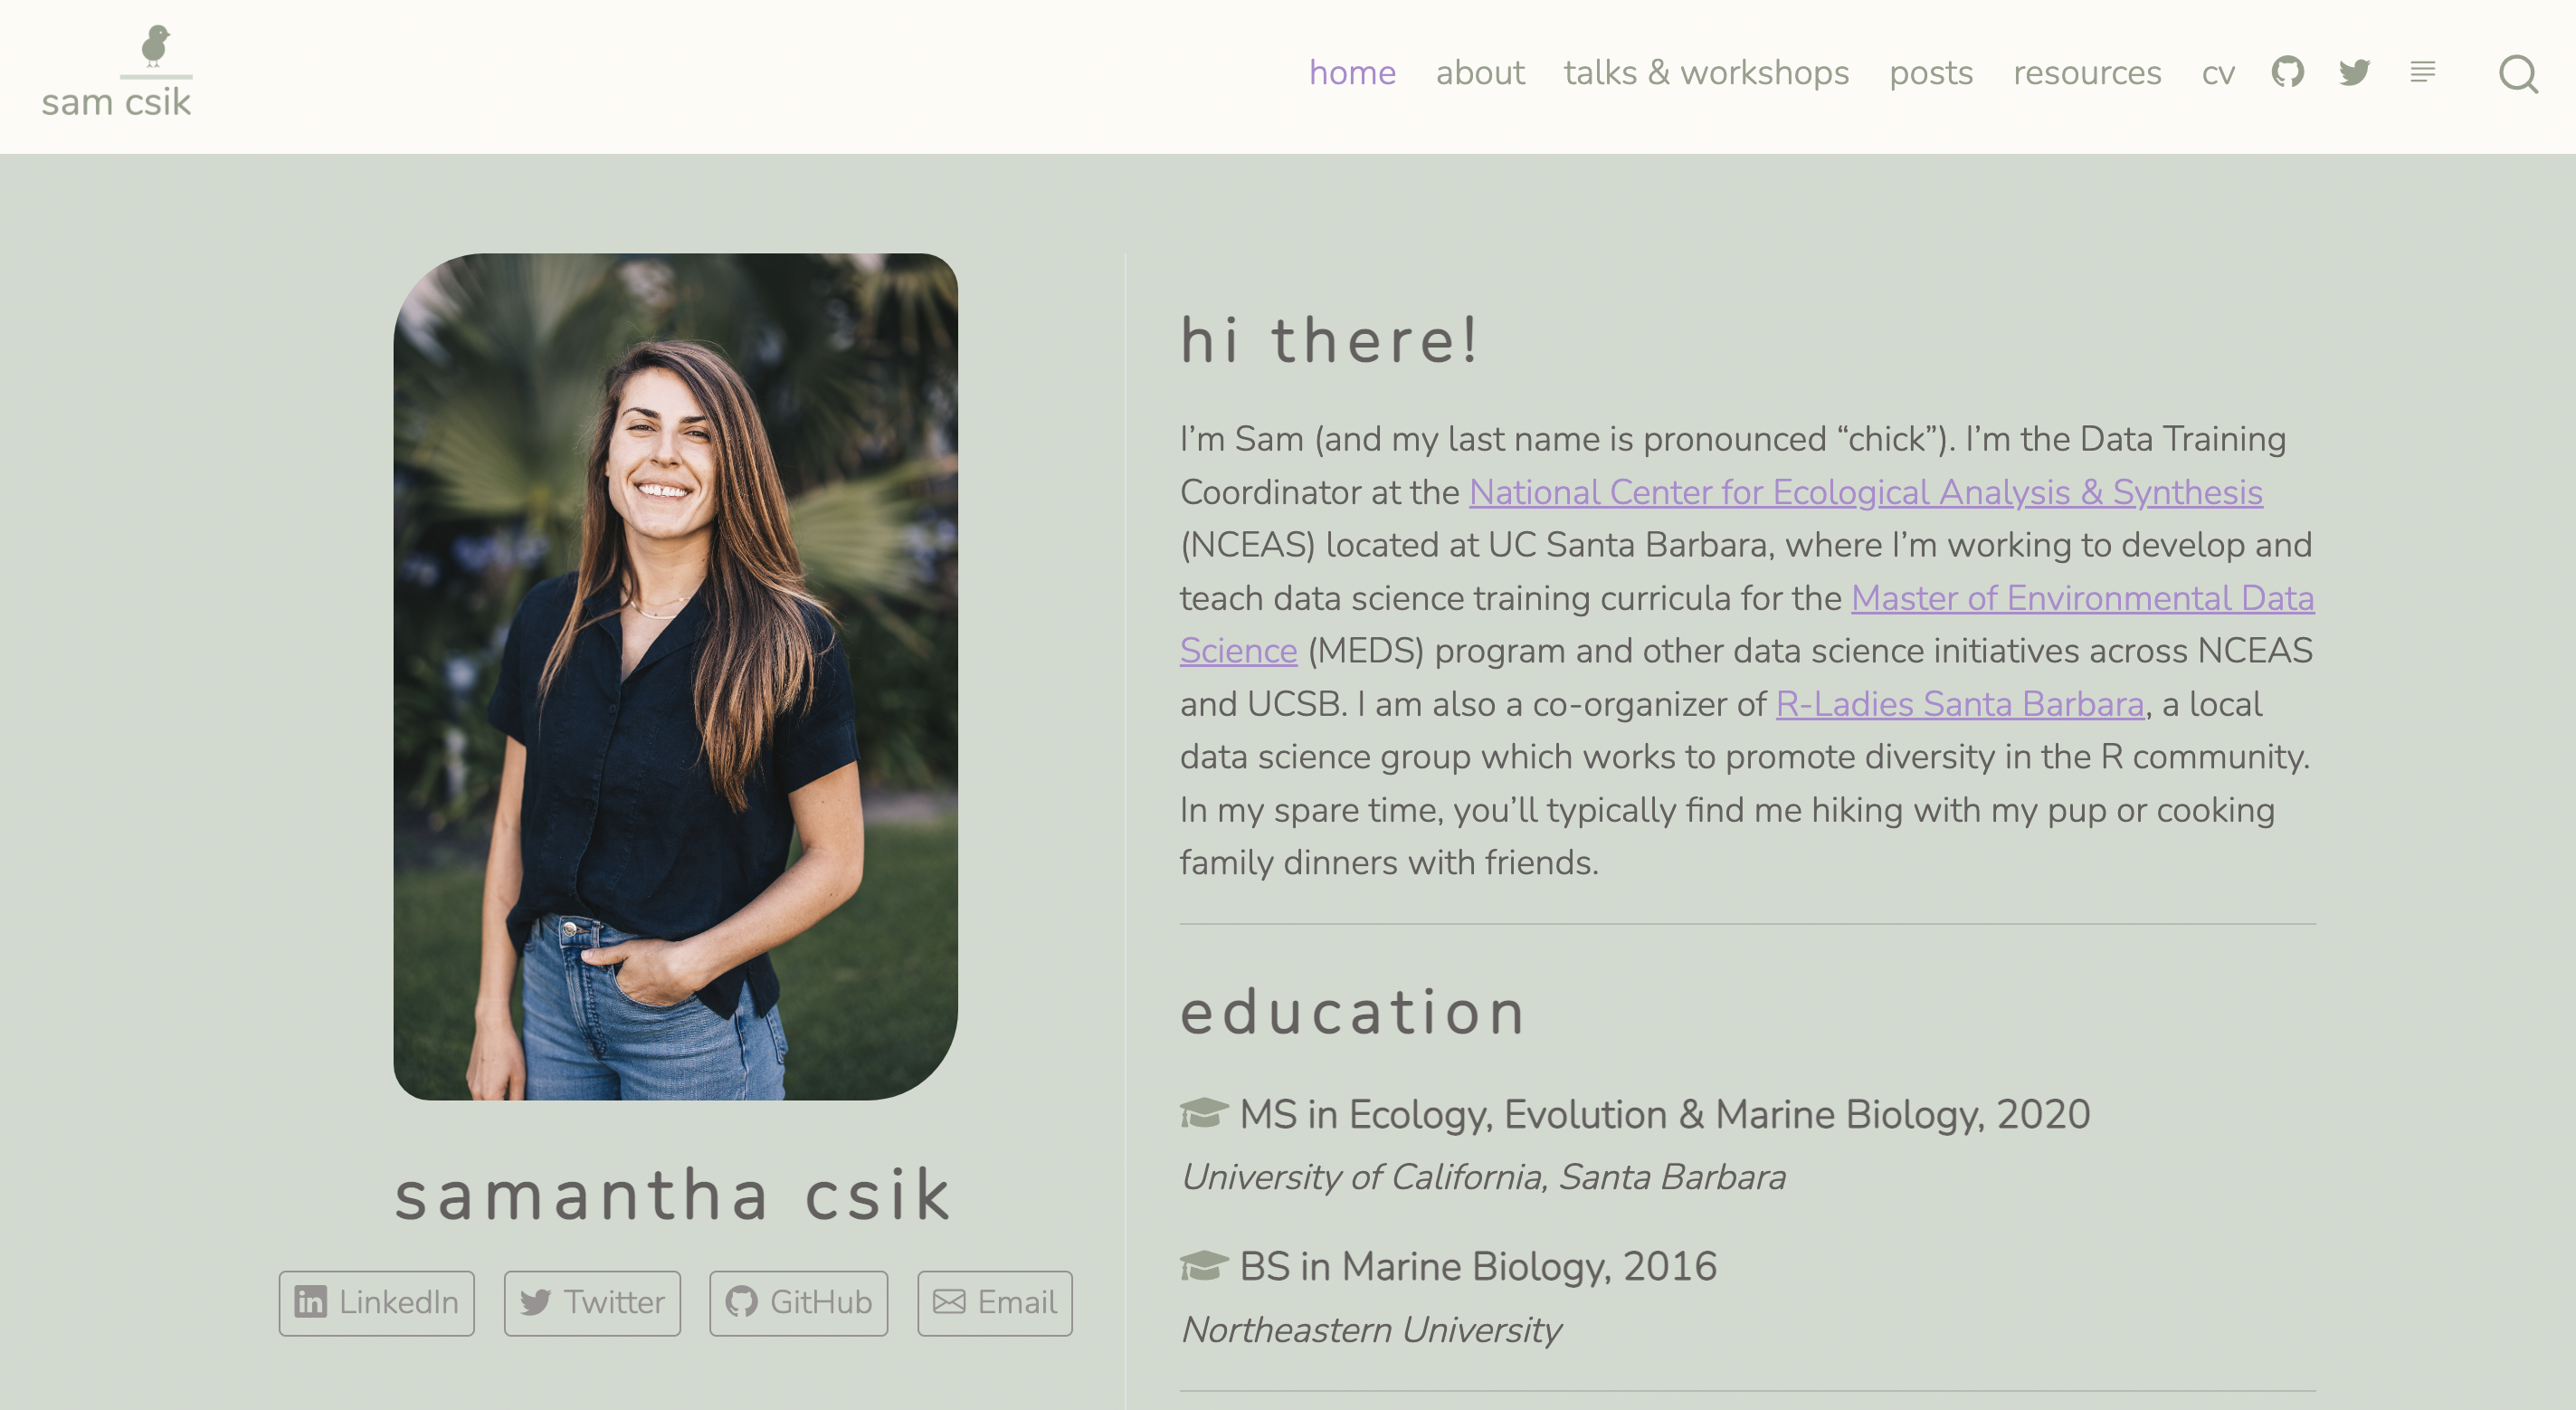 sam csik
home about talks & workshops posts resources cv
hi there!
I’m Sam (and my last name is pronounced “chick”). I’m the Data Training
Coordinator at the National Center for Ecological Analysis & Synthesis
(NCEAS) located at UC Santa Barbara, where I’m working to develop and
teach data science training curricula for the Master of Environmental Data
Science (MEDS) program and other data science initiatives across NCEAS
and UCSB. I am also a co-organizer of R-Ladies Santa Barbara, a local
data science group which works to promote diversity in the R community.
In my spare time, you’ll typically find me hiking with my pup or cooking
family dinners with friends.
education
MS in Ecology, Evolution & Marine Biology, 2020
University of California, Santa Barbara
BS in Marine Biology, 2016
Northeastern University
samantha csik
LinkedIn Twitter GitHub Email